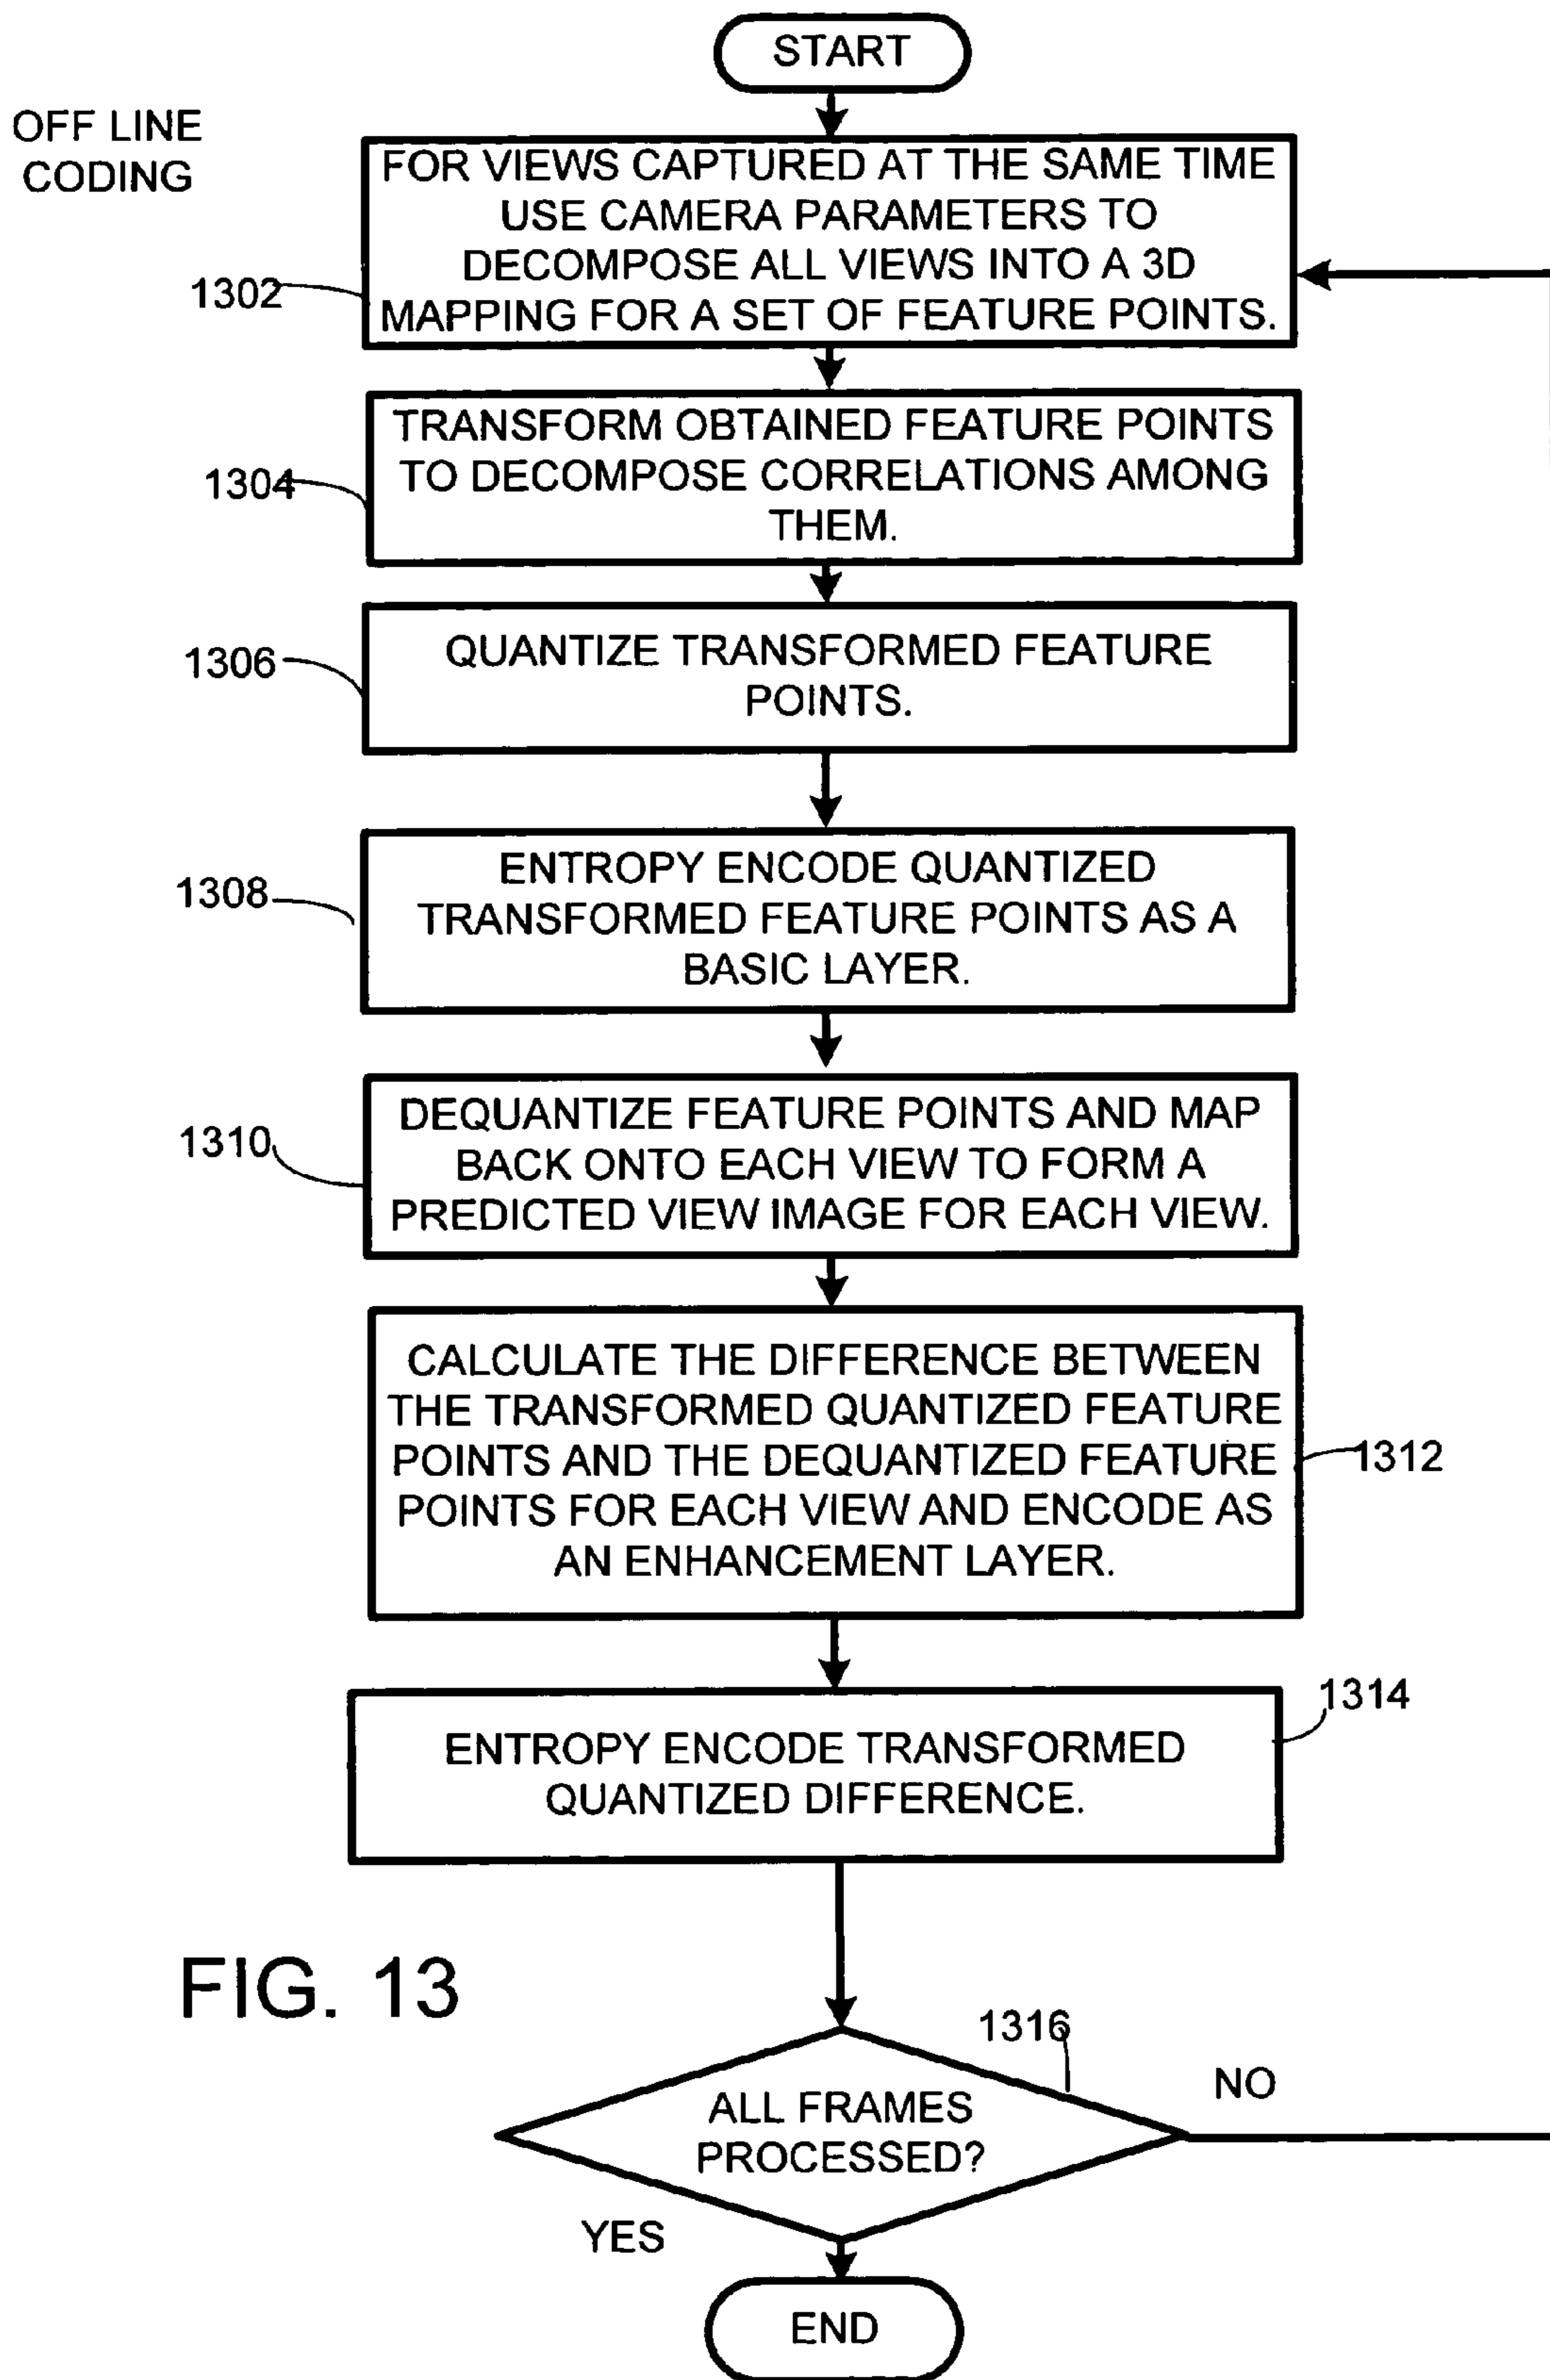 START
OFF LINE
CODING
FOR VIEWS CAPTURED AT THE SAME TIME
USE CAMERA PARAMETERS TO
DECOMPOSE ALL VIEWS INTO A 3D
MAPPING FOR A SET OF FEATURE POINTS.
1302
TRANSFORM OBTAINED FEATURE POINTS
TO DECOMPOSE CORRELATIONS AMONG
THEM.
1304
QUANTIZE TRANSFORMED FEATURE
POINTS.
1306
ENTROPY ENCODE QUANTIZED
TRANSFORMED FEATURE POINTS AS A
BASIC LAYER.
1308
DEQUANTIZE FEATURE POINTS AND MAP
BACK ONTO EACH VIEW TO FORM A
PREDICTED VIEW IMAGE FOR EACH VIEW.
1310
CALCULATE THE DIFFERENCE BETWEEN
THE TRANSFORMED QUANTIZED FEATURE
POINTS AND THE DEQUANTIZED FEATURE
POINTS FOR EACH VIEW AND ENCODE AS
AN ENHANCEMENT LAYER.
1312
1314
ENTROPY ENCODE TRANSFORMED
QUANTIZED DIFFERENCE.
FIG. 13
1316
ALL FRAMES
PROCESSED?
NO
YES
END